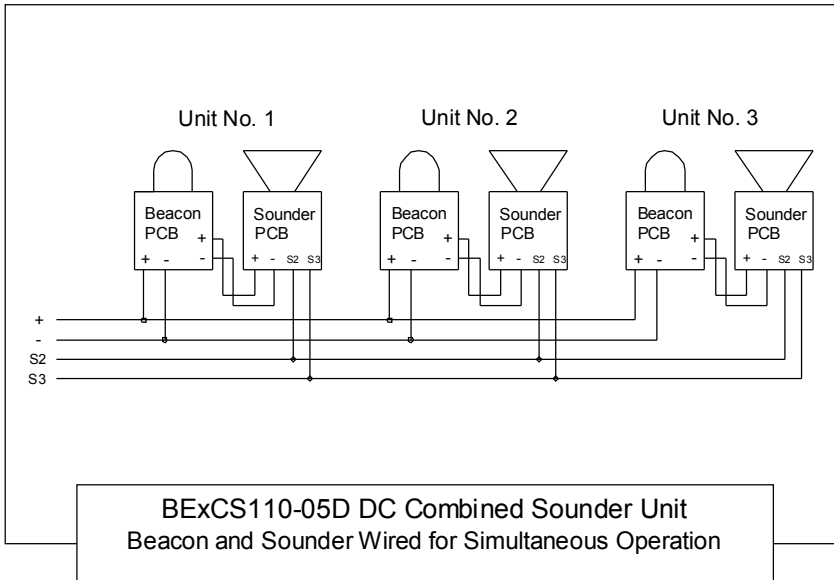 Unit No. 1
Unit No. 2
Unit No. 3
Beacon PCB + - + -
Sounder PCB + - S2 S3
Beacon PCB + - + -
Sounder PCB + - S2 S3
Beacon PCB + - + -
Sounder PCB + - S2 S3
+
-
S2
S3
BExCS110-05D DC Combined Sounder Unit
Beacon and Sounder Wired for Simultaneous Operation